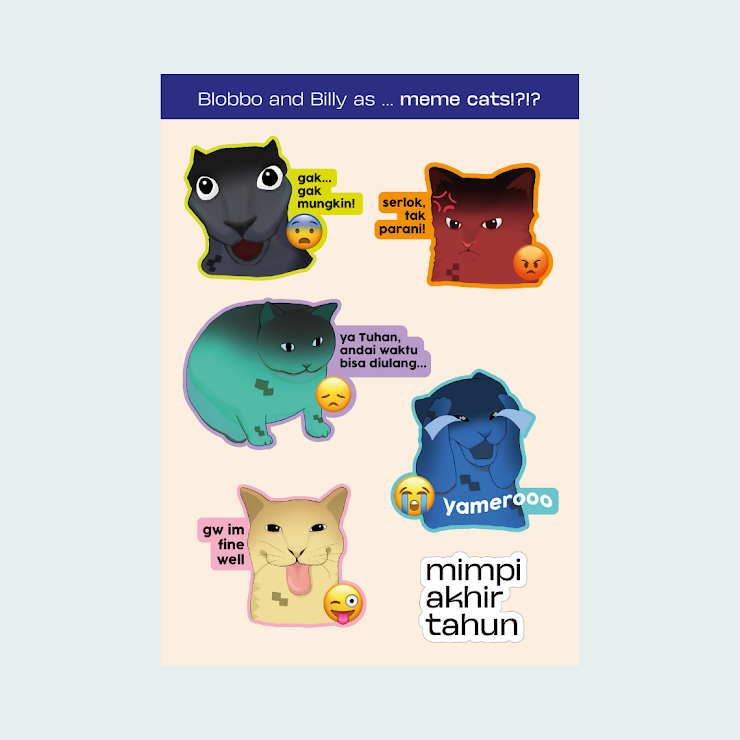 Blobbo and Billy as ... meme cats!?!?
gak...
gak
mungkin!
serlok,
tak
parani!
ya Tuhan,
andai waktu
bisa diulang...
yamerooo
gw im
fine
well
mimpi
akhir
tahun